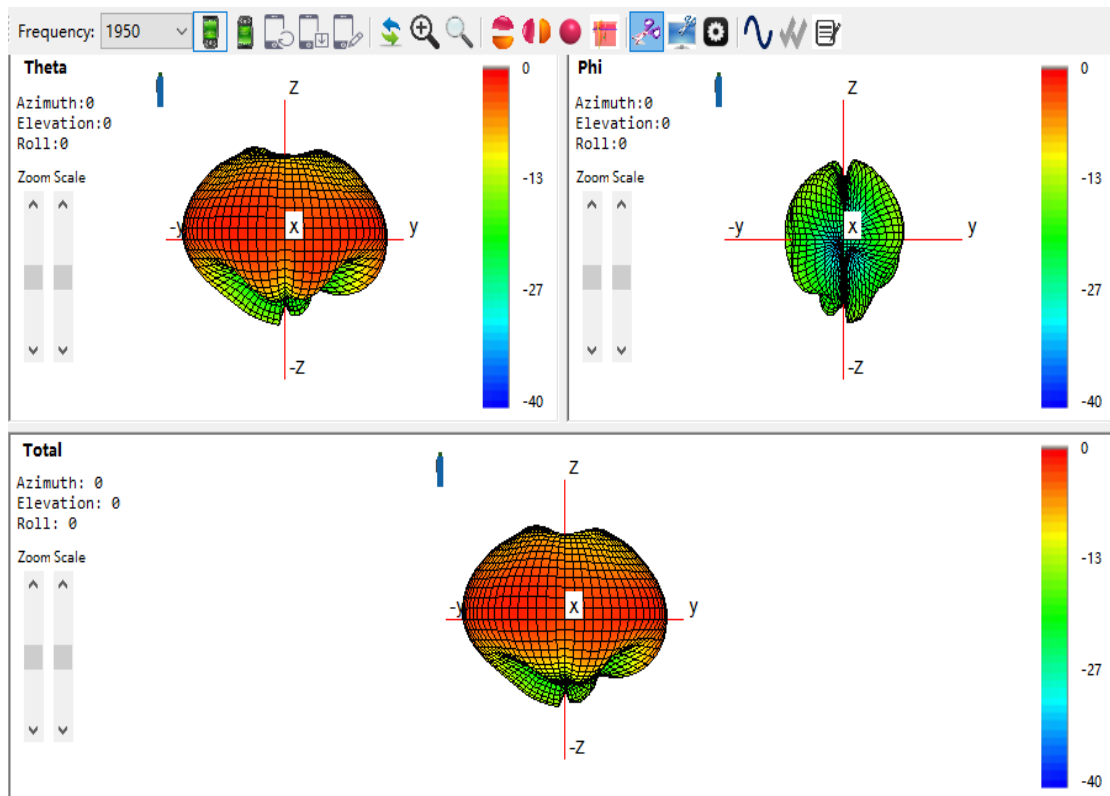 Frequency: 1950
Theta
Azimuth:0
Elevation:0
Roll:0
Zoom Scale
Z
-y
x
y
-Z
0
-13
-27
-40
Phi
Azimuth:0
Elevation:0
Roll:0
Zoom Scale
Z
-y
x
y
-Z
0
-13
-27
-40
Total
Azimuth: 0
Elevation: 0
Roll: 0
Zoom Scale
Z
-y
x
y
-Z
0
-13
-27
-40